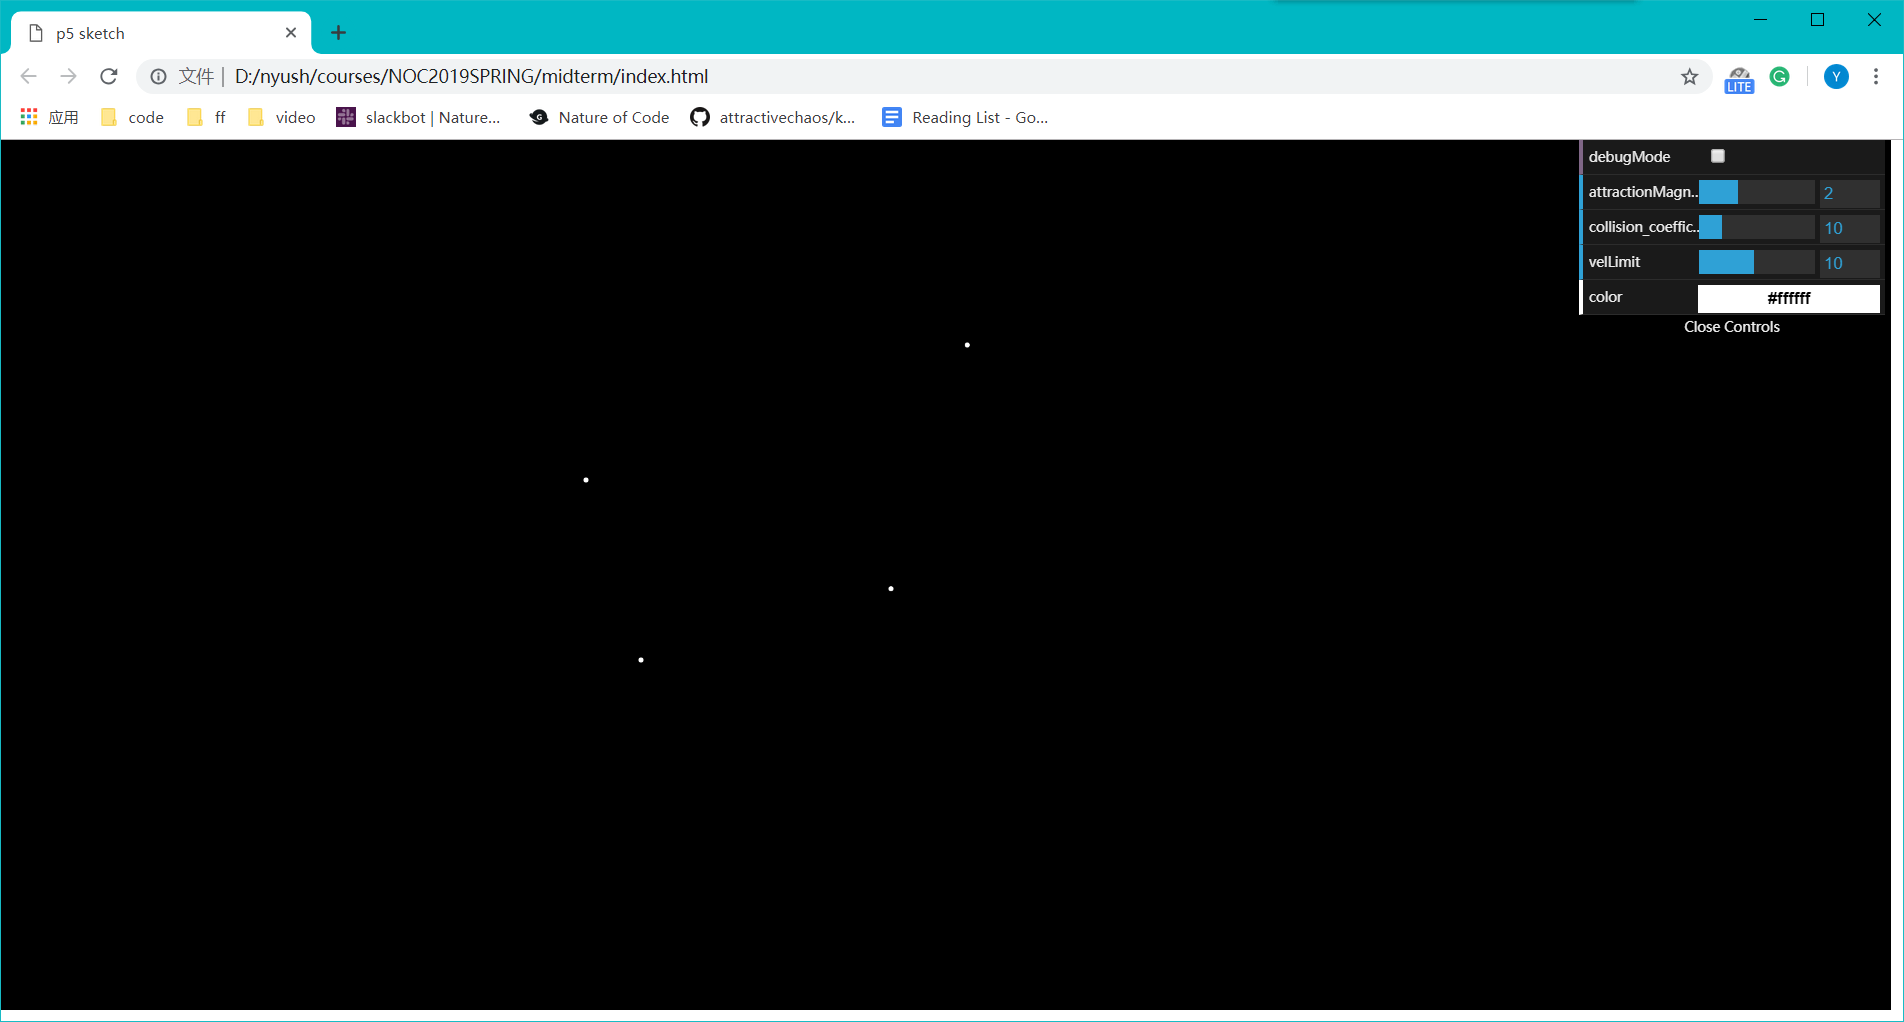 p5 sketch
文件 | D:/nyush/courses/NOC2019SPRING/midterm/index.html
LITE
Y
应用 code ff video slackbot | Nature... Nature of Code attractivechaos/k... Reading List - Go...
debugMode
attractionMagn.. 2
collision_coeffic.. 10
velLimit 10
color #ffffff
Close Controls